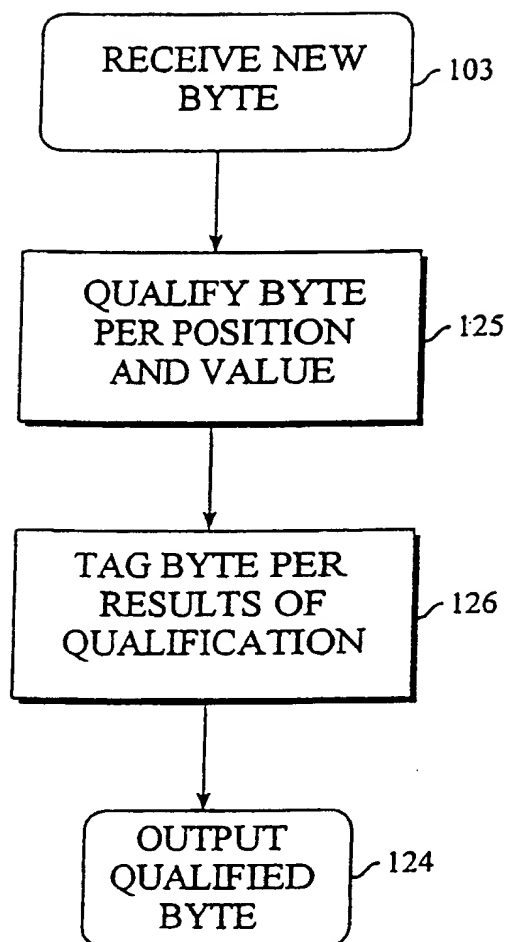 RECEIVE NEW
BYTE
103
QUALIFY BYTE
PER POSITION
AND VALUE
125
TAG BYTE PER
RESULTS OF
QUALIFICATION
126
OUTPUT
QUALIFIED
BYTE
124